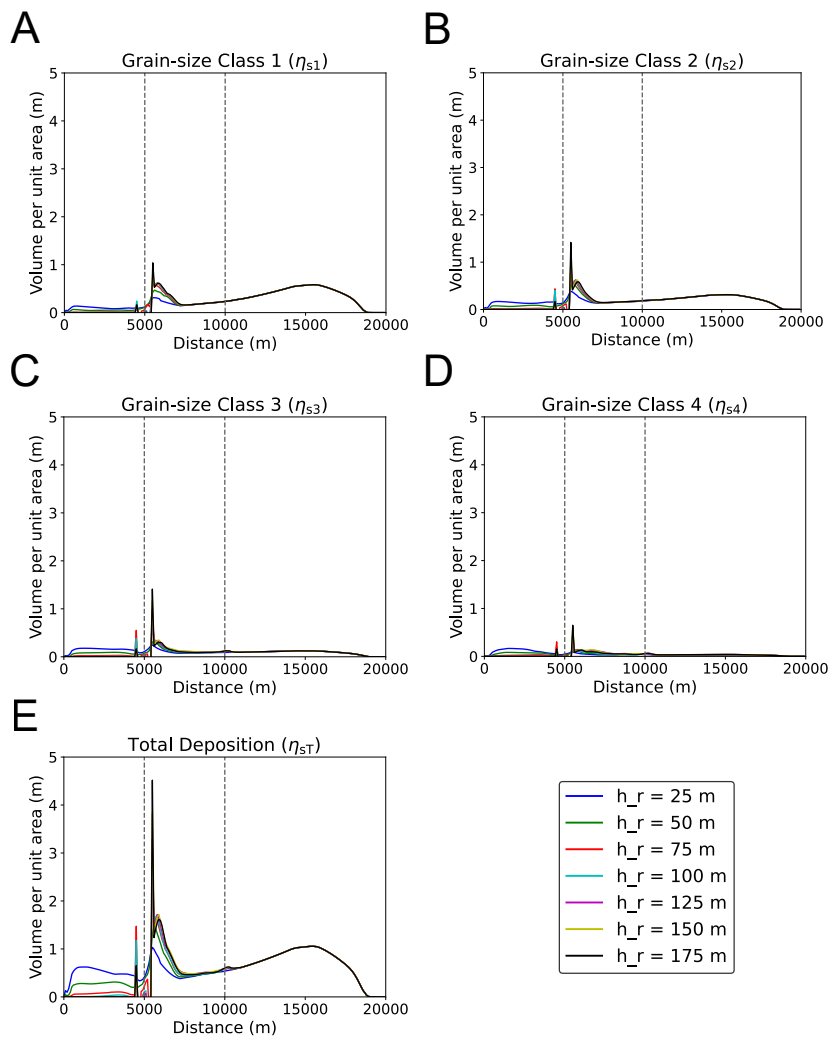 A
Grain-size Class 1 (ηs1)
Volume per unit area (m)
5
4
3
2
1
0
0 5000 10000 15000 20000
Distance (m)
B
Grain-size Class 2 (ηs2)
Volume per unit area (m)
5
4
3
2
1
0
0 5000 10000 15000 20000
Distance (m)
C
Grain-size Class 3 (ηs3)
Volume per unit area (m)
5
4
3
2
1
0
0 5000 10000 15000 20000
Distance (m)
D
Grain-size Class 4 (ηs4)
Volume per unit area (m)
5
4
3
2
1
0
0 5000 10000 15000 20000
Distance (m)
E
Total Deposition (ηsT)
Volume per unit area (m)
5
4
3
2
1
0
0 5000 10000 15000 20000
Distance (m)
h_r = 25 m
h_r = 50 m
h_r = 75 m
h_r = 100 m
h_r = 125 m
h_r = 150 m
h_r = 175 m